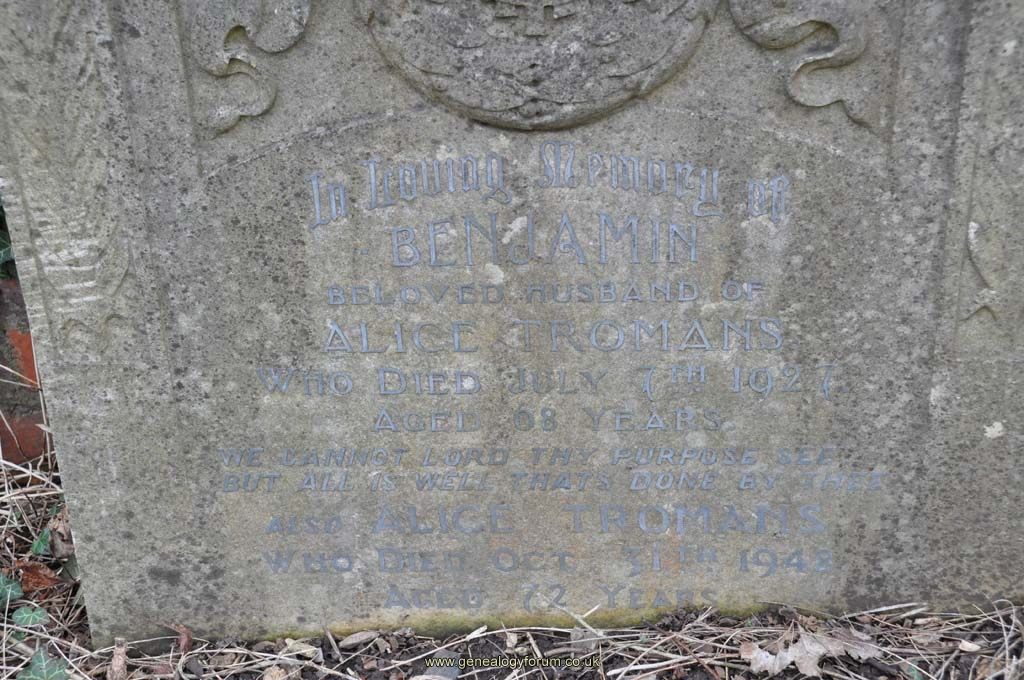 In Loving Memory of
· BENJAMIN ·
BELOVED HUSBAND OF
ALICE TROMANS,
WHO DIED JULY 7TH 1927,
AGED 68 YEARS.
WE CANNOT LORD THY PURPOSE SEE
BUT ALL IS WELL THATS DONE BY THEE
ALSO ALICE TROMANS
WHO DIED OCT. 31TH 1948
AGED 72 YEARS
www.genealogyforum.co.uk